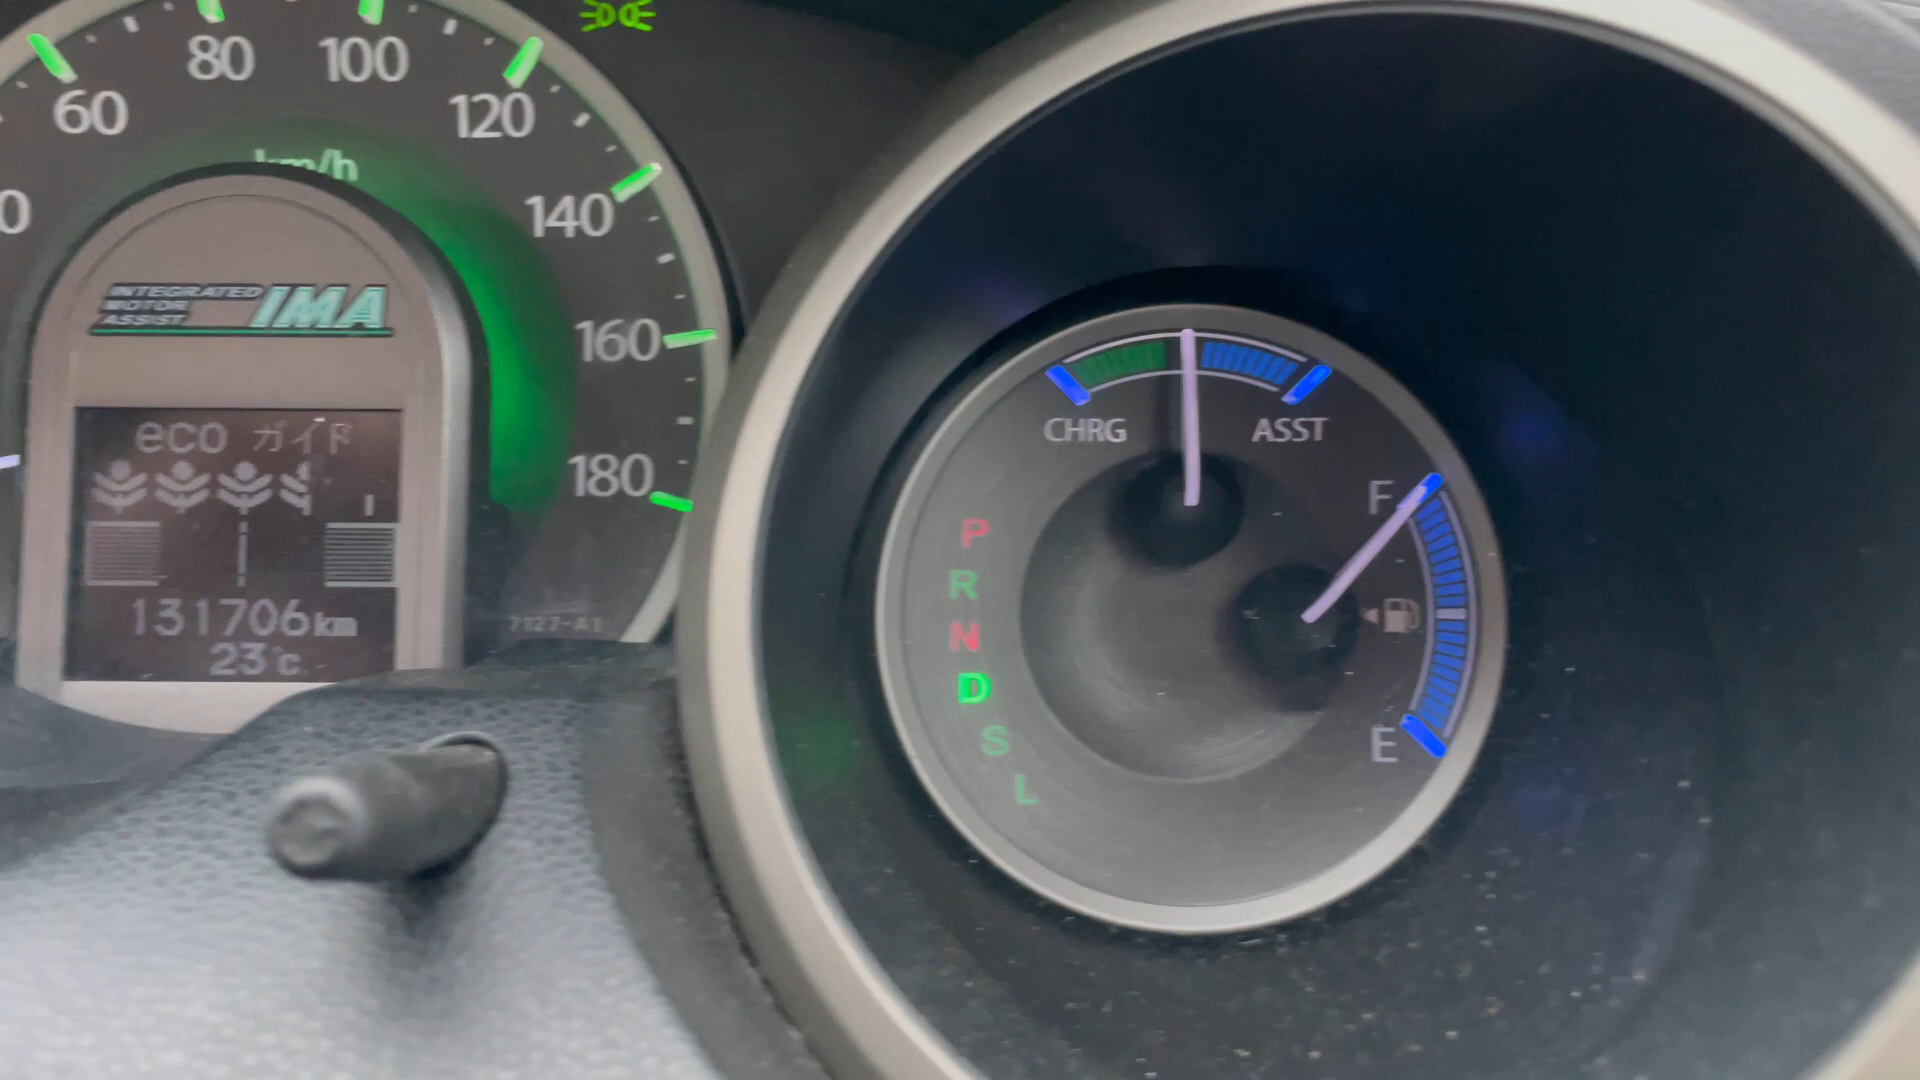 80
100
60
120
km/h
0
140
INTEGRATED
MOTOR
ASSIST
IMA
160
CHRG
ASST
eco ガイド
180
F
P
R
131706km
7127-A1
N
23°c
D
S
E
L